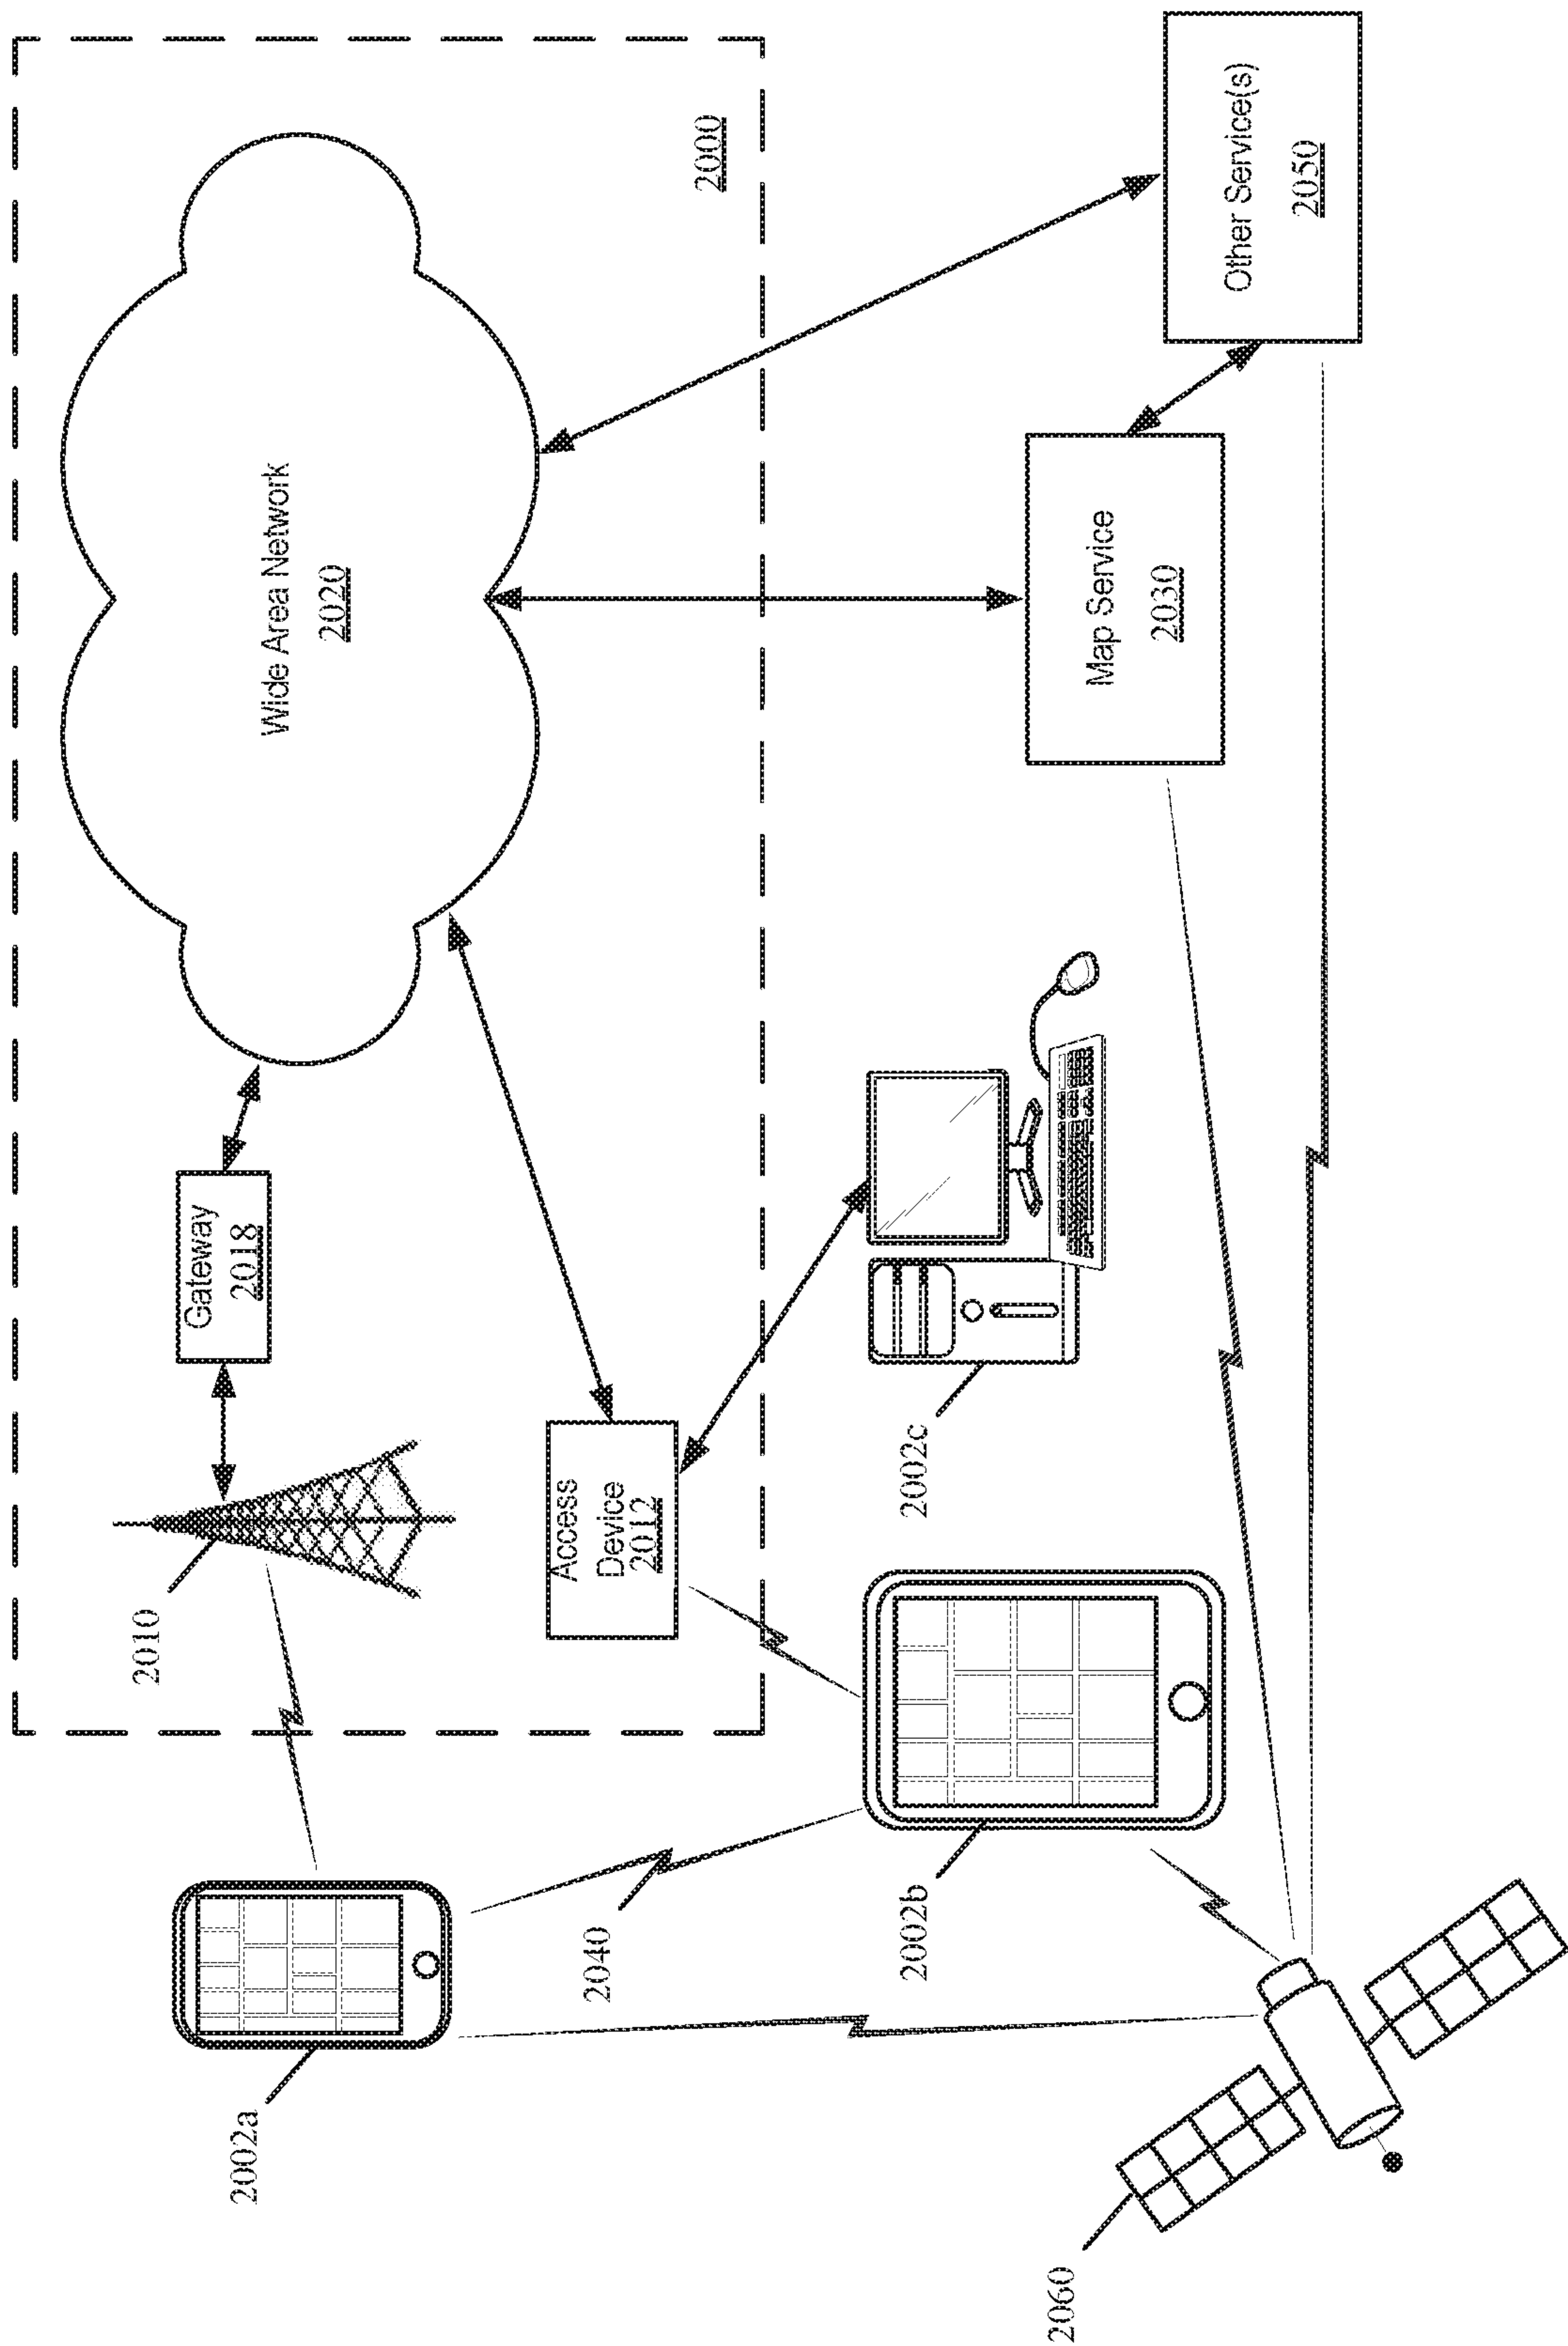 2002a
2010
Gateway
2018
Wide Area Network
2020
2040
Access
Device
2012
2000
2002b
2002c
2060
Map Service
2030
Other Service(s)
2050